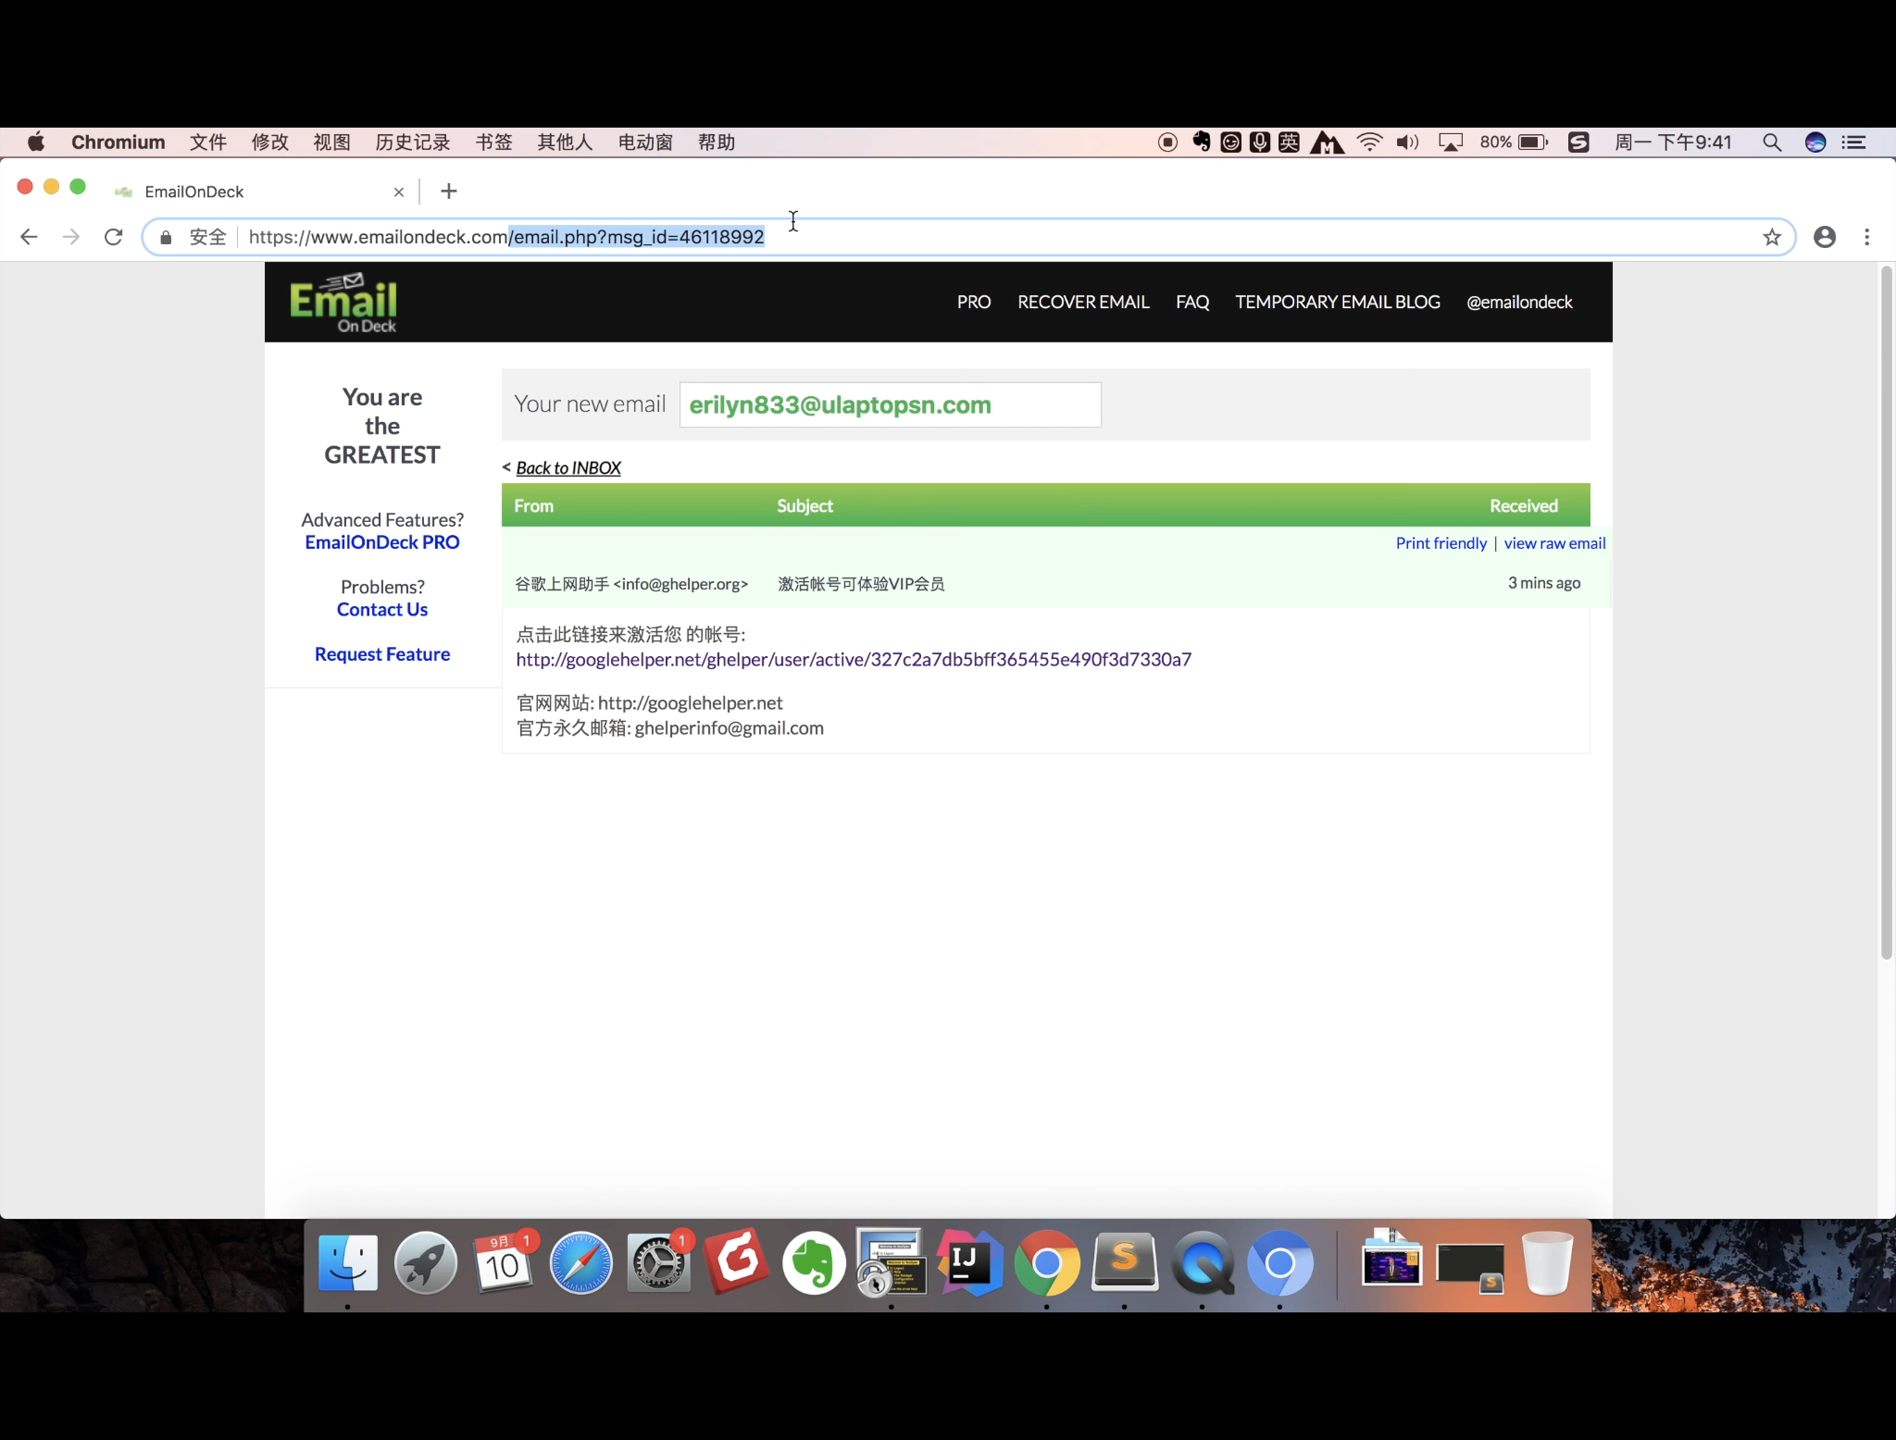 Chromium 文件 修改 视图 历史记录 书签 其他人 电动窗 帮助 英 80% 周一 下午9:41
EmailOnDeck
安全 https://www.emailondeck.com/email.php?msg_id=46118992
Email
On Deck
PRO RECOVER EMAIL FAQ TEMPORARY EMAIL BLOG @emailondeck
You are
the
GREATEST
Advanced Features?
EmailOnDeck PRO
Problems?
Contact Us
Request Feature
Your new email erilyn833@ulaptopsn.com
< Back to INBOX
From Subject Received
Print friendly | view raw email
谷歌上网助手 <info@ghelper.org> 激活帐号可体验VIP会员 3 mins ago
点击此链接来激活您 的帐号:
http://googlehelper.net/ghelper/user/active/327c2a7db5bff365455e490f3d7330a7
官网网站: http://googlehelper.net
官方永久邮箱: ghelperinfo@gmail.com
9月 1 1
10 IJ